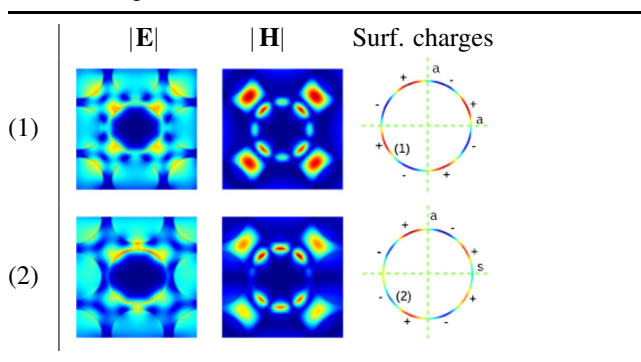 |E| |H| Surf. charges
a
+ -
- +
a
(1)
+ (1) -
- +
a
+ -
- +
s
(2)
- (2) +
+ -